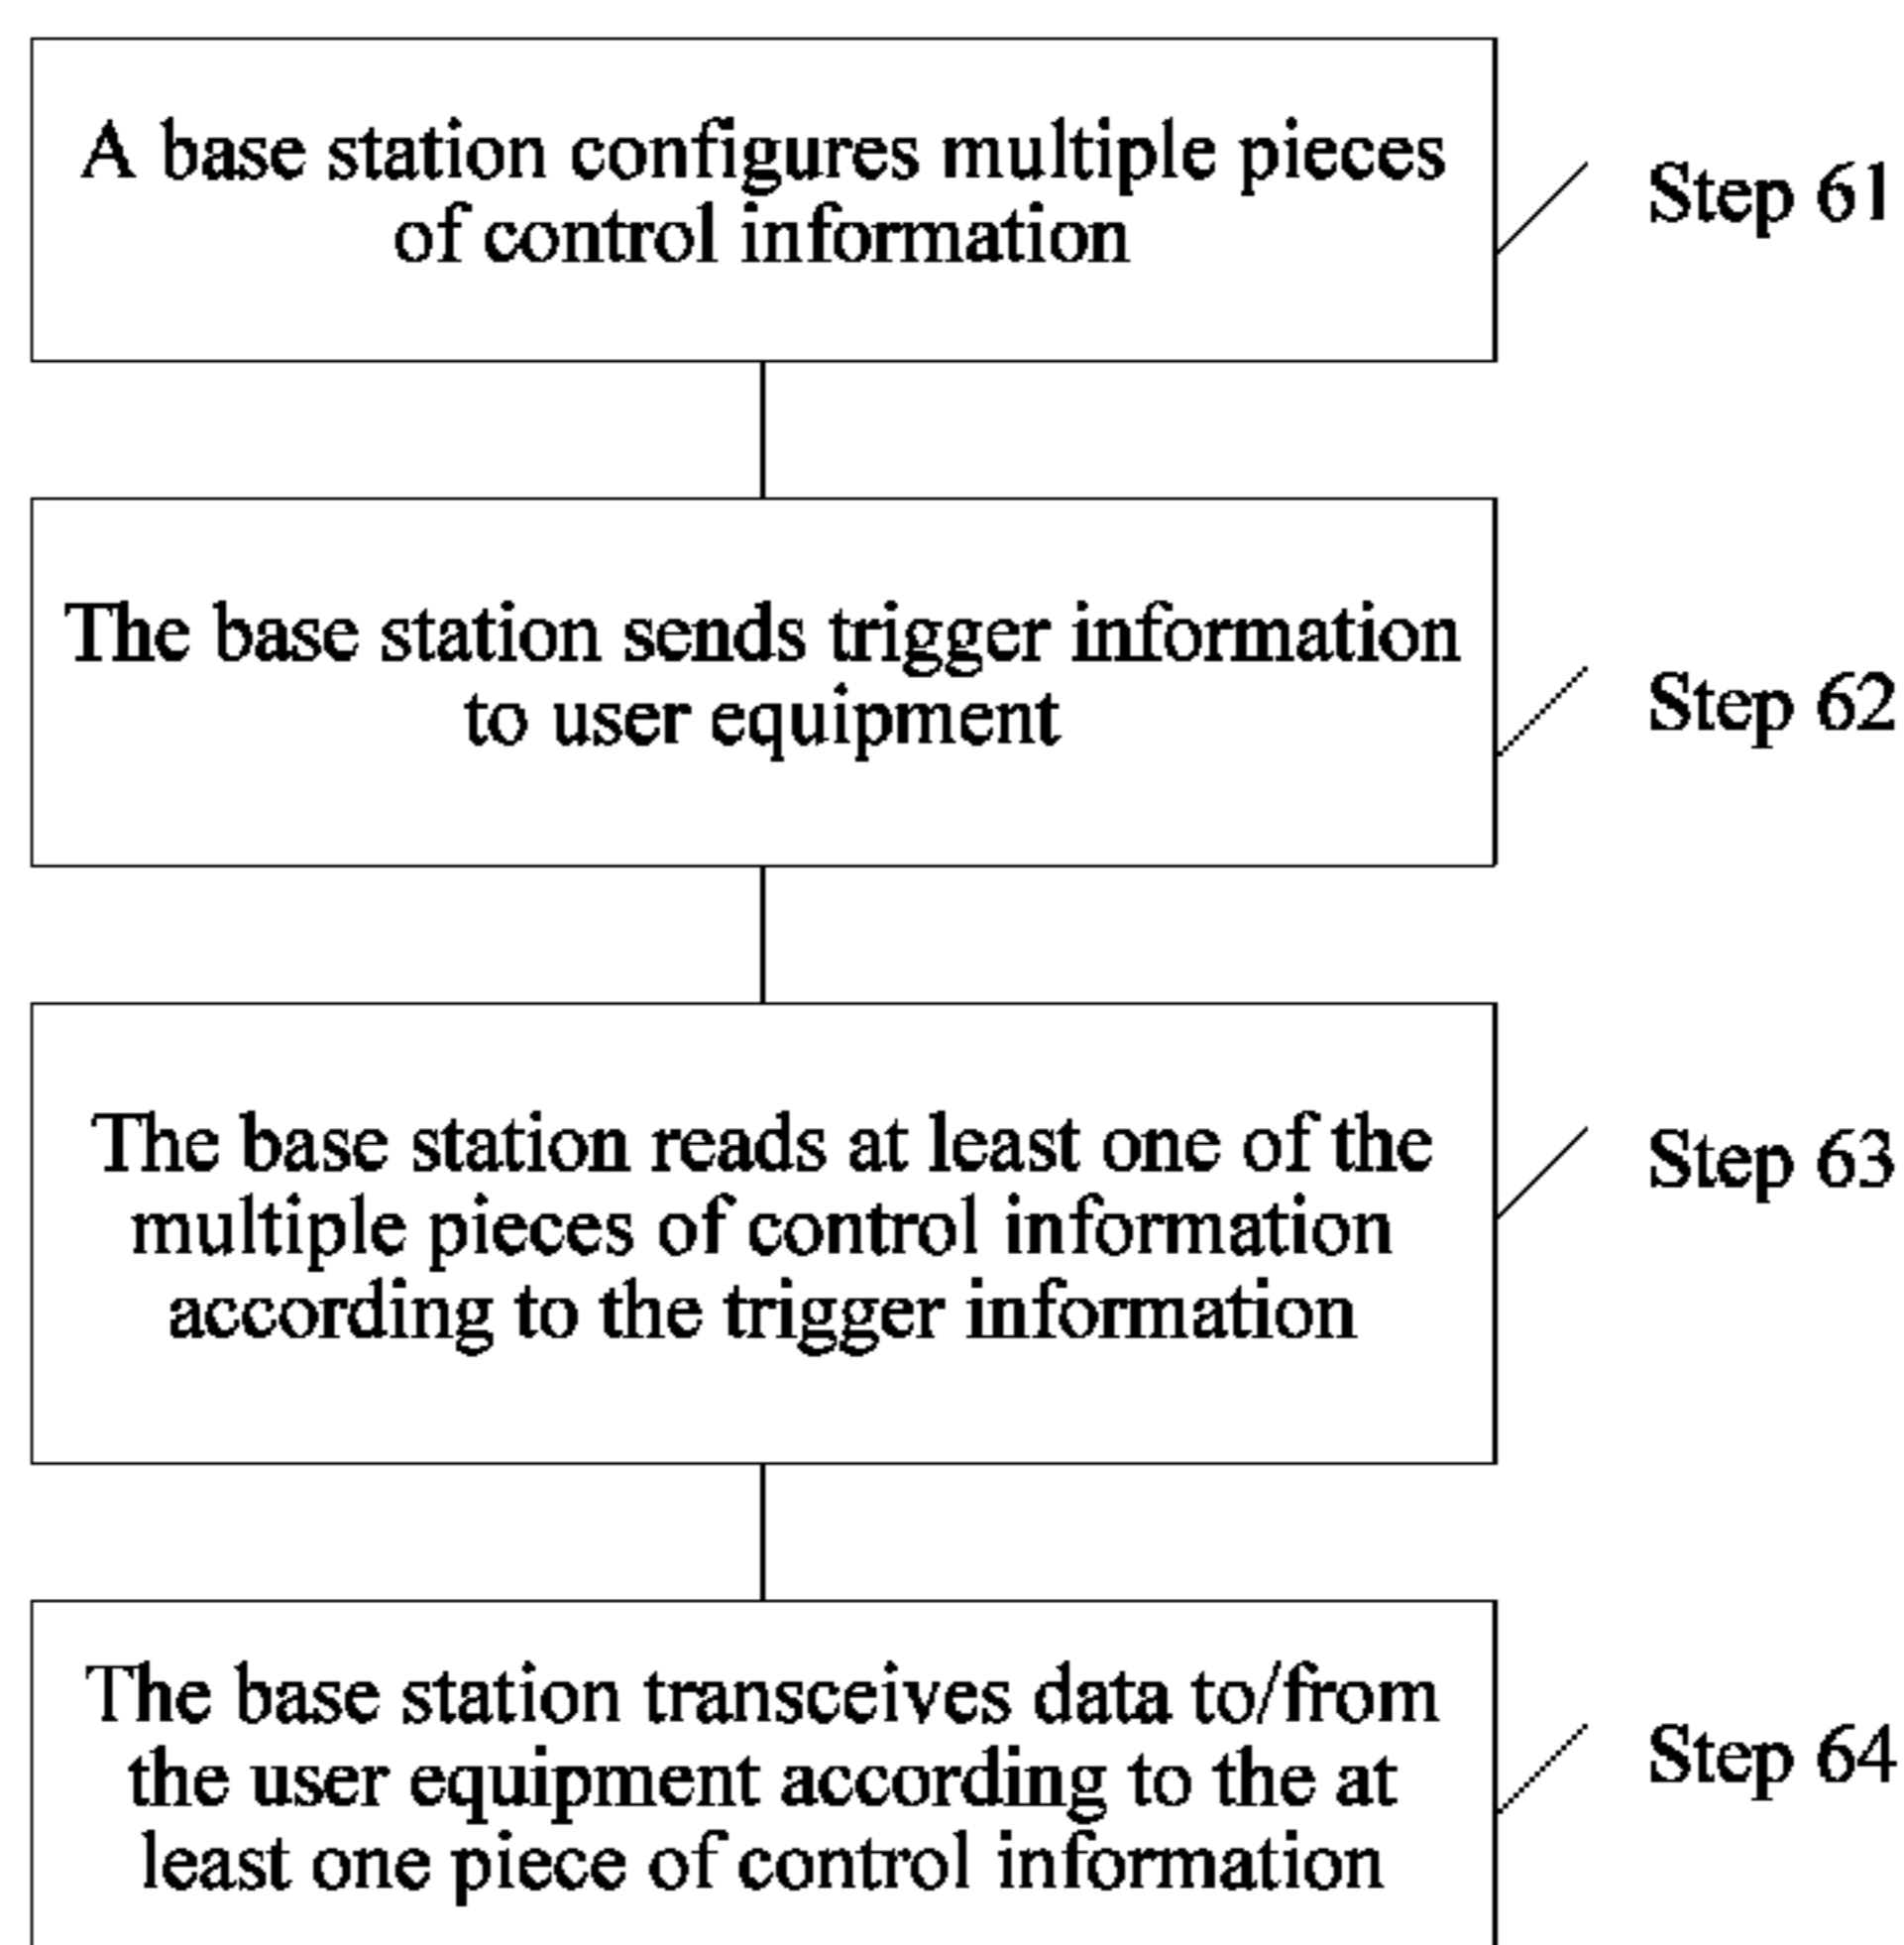 A base station configures multiple pieces
of control information
Step 61
The base station sends trigger information
to user equipment
Step 62
The base station reads at least one of the
multiple pieces of control information
according to the trigger information
Step 63
The base station transceives data to/from
the user equipment according to the at
least one piece of control information
Step 64